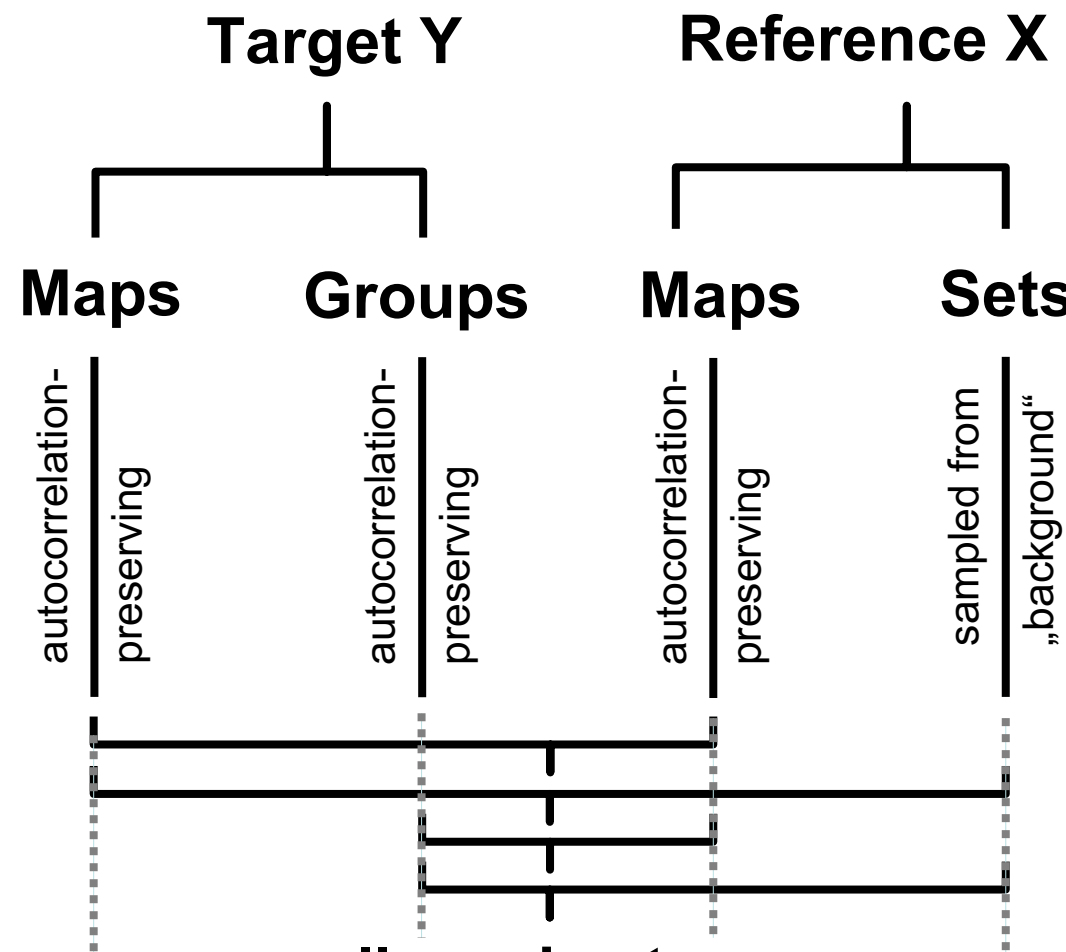 Target Y
Reference X
Maps
Groups
Maps
Sets
autocorrelation-
preserving
autocorrelation-
preserving
autocorrelation-
preserving
sampled from
„background“